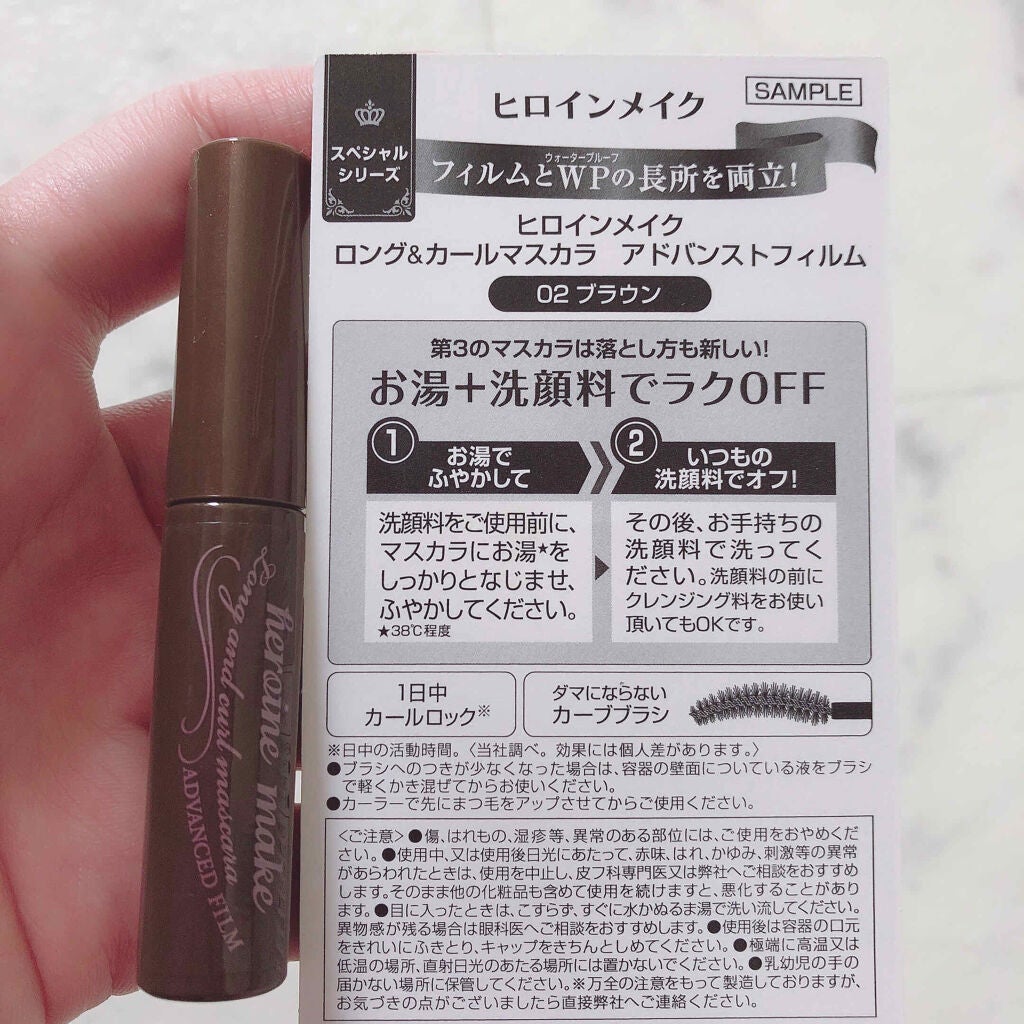 SAMPLE
ヒロインメイク
スペシャル
シリーズ
ウォータープルーフ
フィルムとWPの長所を両立!
ヒロインメイク
ロング&カールマスカラ アドバンストフィルム
02 ブラウン
第3のマスカラは落とし方も新しい!
お湯+洗顔料でラクOFF
1 お湯で
ふやかして
洗顔料をご使用前に、
マスカラにお湯★を
しっかりとなじませ、
ふやかしてください。
★38℃程度
2 いつもの
洗顔料でオフ!
その後、お手持ちの
洗顔料で洗ってく
ださい。洗顔料の前に
クレンジング料をお使い
頂いてもOKです。
1日中
カールロック※
ダマにならない
カーブブラシ
※日中の活動時間。〈当社調べ。効果には個人差があります。〉
●ブラシへのつきが少なくなった場合は、容器の壁面についている液をブラシ
で軽くかき混ぜてからお使いください。
●カーラーで先にまつ毛をアップさせてからご使用ください。
〈ご注意〉●傷、はれもの、湿疹等、異常のある部位には、ご使用をおやめくだ
さい。●使用中、又は使用後日光にあたって、赤味、はれ、かゆみ、刺激等の異常
があらわれたときは、使用を中止し、皮フ科専門医又は弊社へご相談をおすすめ
します。そのまま他の化粧品も含めて使用を続けますと、悪化することがあり
ます。●目に入ったときは、こすらず、すぐに水かぬるま湯で洗い流してください。
異物感が残る場合は眼科医へご相談をおすすめします。●使用後は容器の口元
をきれいにふきとり、キャップをきちんとしめてください。●極端に高温又は
低温の場所、直射日光のあたる場所には置かないでください。●乳幼児の手の
届かない場所に保管してください。※万全の注意をもって製造しておりますが、
お気づきの点がございましたら直接弊社へご連絡ください。
heroine make
Long and curl mascara
ADVANCED FILM